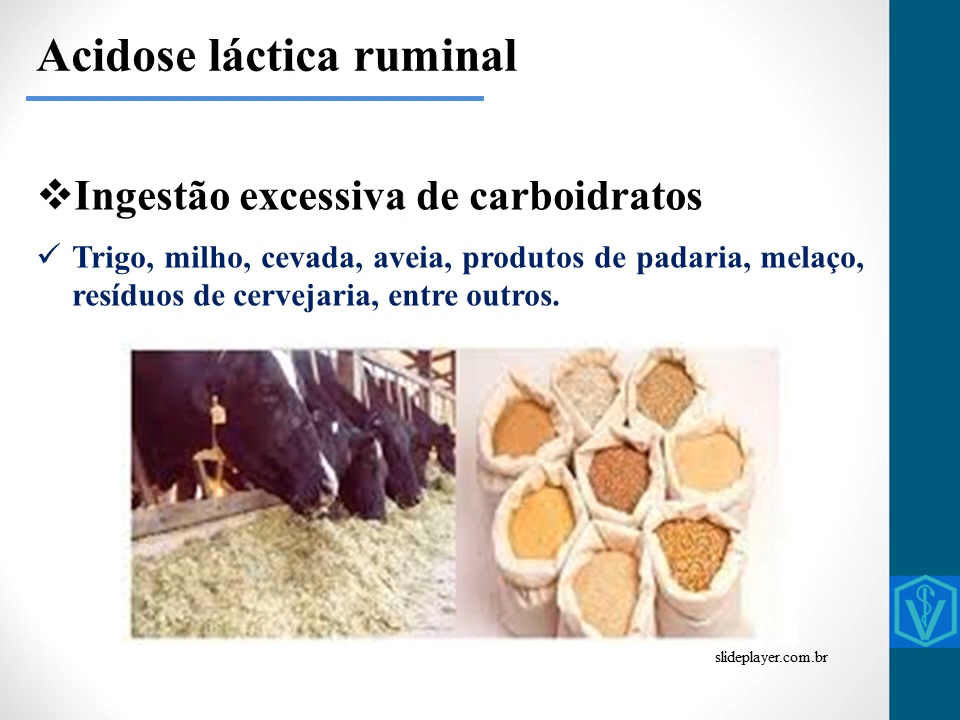 Acidose láctica ruminal
❖Ingestão excessiva de carboidratos
✓ Trigo, milho, cevada, aveia, produtos de padaria, melaço,
resíduos de cervejaria, entre outros.
slideplayer.com.br